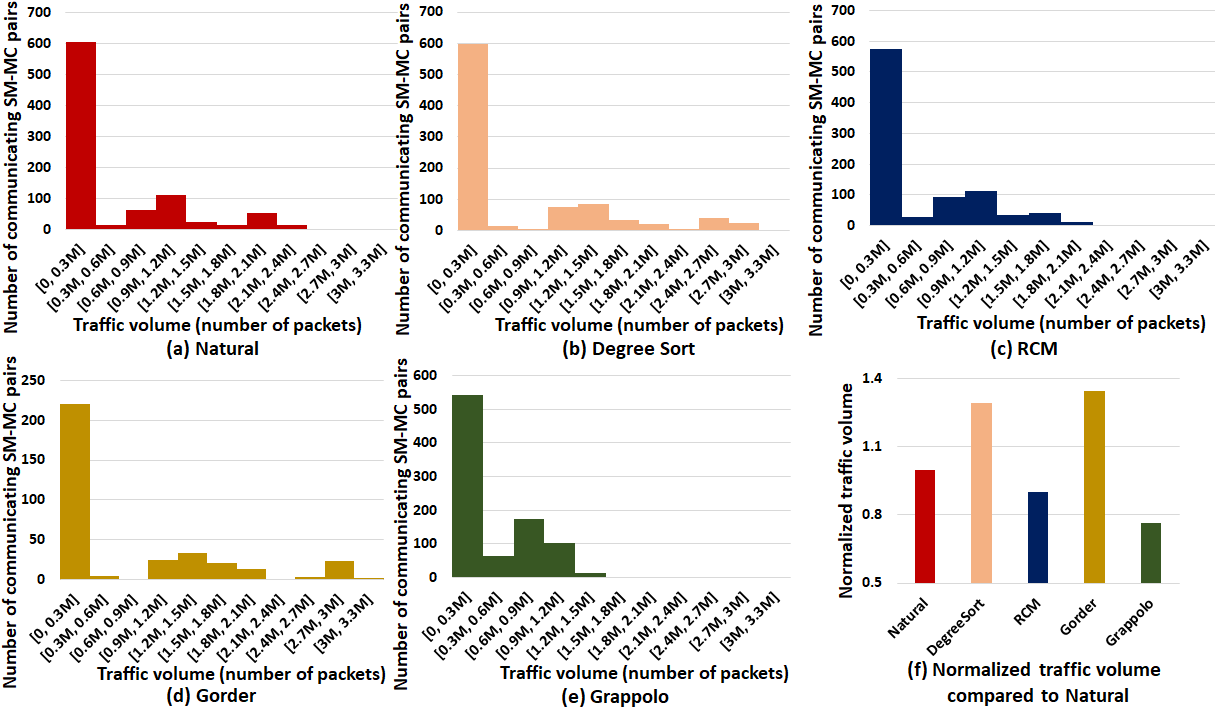 Number of communicating SM-MC pairs
700
600
500
400
300
200
100
0
[0, 0.3M]
[0.3M, 0.6M]
[0.6M, 0.9M]
[0.9M, 1.2M]
[1.2M, 1.5M]
[1.5M, 1.8M]
[1.8M, 2.1M]
[2.1M, 2.4M]
[2.4M, 2.7M]
[2.7M, 3M]
[3M, 3.3M]
Traffic volume (number of packets)
(a) Natural
Number of communicating SM-MC pairs
700
600
500
400
300
200
100
0
[0, 0.3M]
[0.3M, 0.6M]
[0.6M, 0.9M]
[0.9M, 1.2M]
[1.2M, 1.5M]
[1.5M, 1.8M]
[1.8M, 2.1M]
[2.1M, 2.4M]
[2.4M, 2.7M]
[2.7M, 3M]
[3M, 3.3M]
Traffic volume (number of packets)
(b) Degree Sort
Number of communicating SM-MC pairs
700
600
500
400
300
200
100
0
[0, 0.3M]
[0.3M, 0.6M]
[0.6M, 0.9M]
[0.9M, 1.2M]
[1.2M, 1.5M]
[1.5M, 1.8M]
[1.8M, 2.1M]
[2.1M, 2.4M]
[2.4M, 2.7M]
[2.7M, 3M]
[3M, 3.3M]
Traffic volume (number of packets)
(c) RCM
Number of communicating SM-MC pairs
250
200
150
100
50
0
[0, 0.3M]
[0.3M, 0.6M]
[0.6M, 0.9M]
[0.9M, 1.2M]
[1.2M, 1.5M]
[1.5M, 1.8M]
[1.8M, 2.1M]
[2.1M, 2.4M]
[2.4M, 2.7M]
[2.7M, 3M]
[3M, 3.3M]
Traffic volume (number of packets)
(d) Gorder
Number of communicating SM-MC pairs
600
500
400
300
200
100
0
[0, 0.3M]
[0.3M, 0.6M]
[0.6M, 0.9M]
[0.9M, 1.2M]
[1.2M, 1.5M]
[1.5M, 1.8M]
[1.8M, 2.1M]
[2.1M, 2.4M]
[2.4M, 2.7M]
[2.7M, 3M]
[3M, 3.3M]
Traffic volume (number of packets)
(e) Grappolo
Normalized traffic volume
1.4
1.1
0.8
0.5
Natural
DegreeSort
RCM
Gorder
Grappolo
(f) Normalized traffic volume
compared to Natural